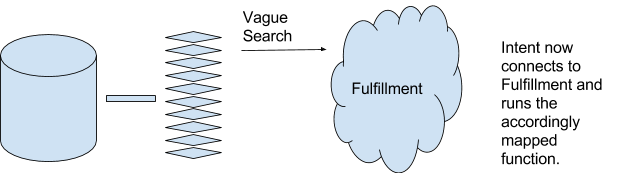 Vague
Search
Fulfillment
Intent now
connects to
Fulfillment and
runs the
accordingly
mapped
function.